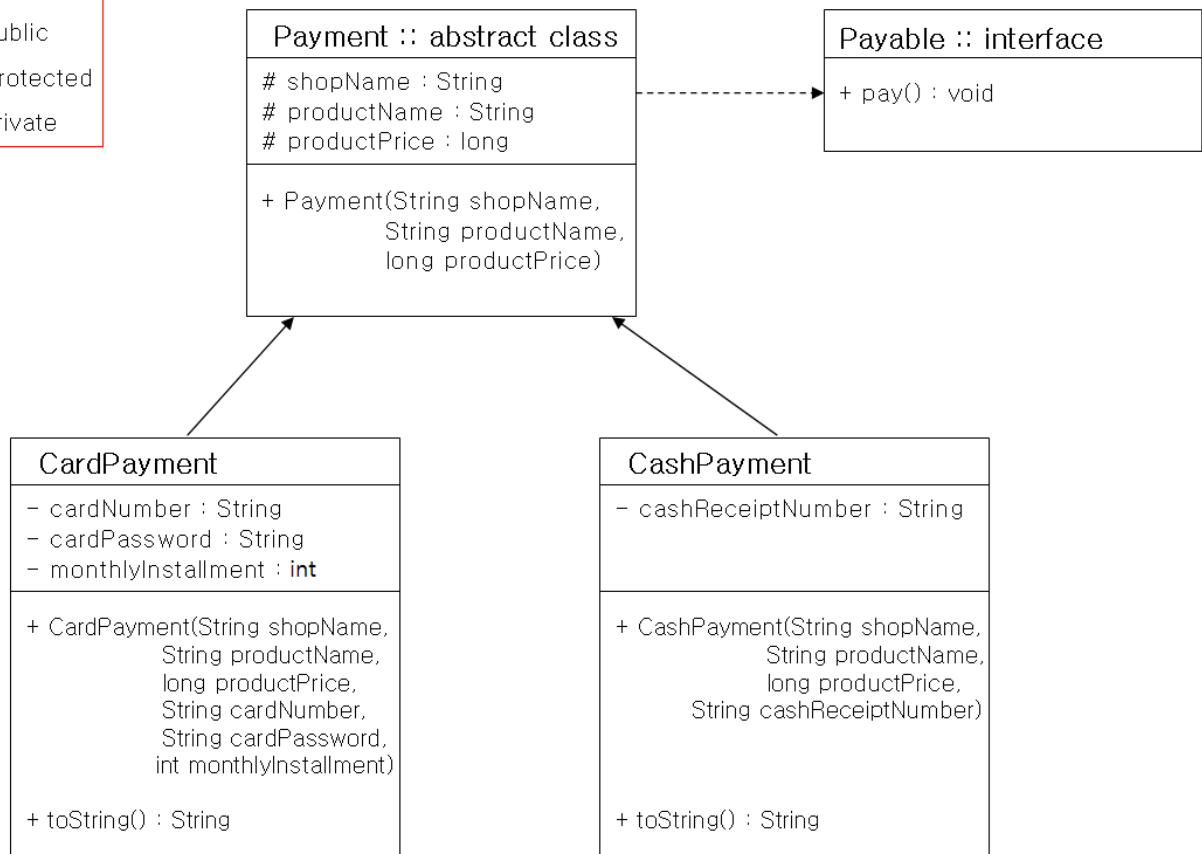 ublic
rotected
rivate
Payment :: abstract class
# shopName : String
# productName : String
# productPrice : long
+ Payment(String shopName,
String productName,
long productPrice)
Payable :: interface
+ pay() : void
CardPayment
- cardNumber : String
- cardPassword : String
- monthlyInstallment : int
+ CardPayment(String shopName,
String productName,
long productPrice,
String cardNumber,
String cardPassword,
int monthlyInstallment)
+ toString() : String
CashPayment
- cashReceiptNumber : String
+ CashPayment(String shopName,
String productName,
long productPrice,
String cashReceiptNumber)
+ toString() : String